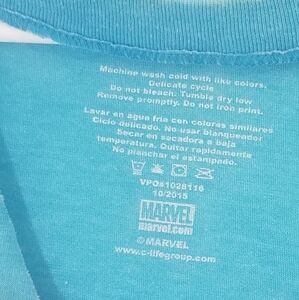 Machine wash cold with like colors.
Delicate cycle
Do not bleach. Tumble dry low
Remove promptly. Do not iron print.
Lavar en agua fria con colores similares
Ciclo delicado. No usar blanqueador
Secar en secadora a baja
temperatura. Quitar rapidamente
No planchar el estampado.
VPO#1028116
10/2015
MARVEL
marvel.com
© MARVEL
www.c-lifegroup.com